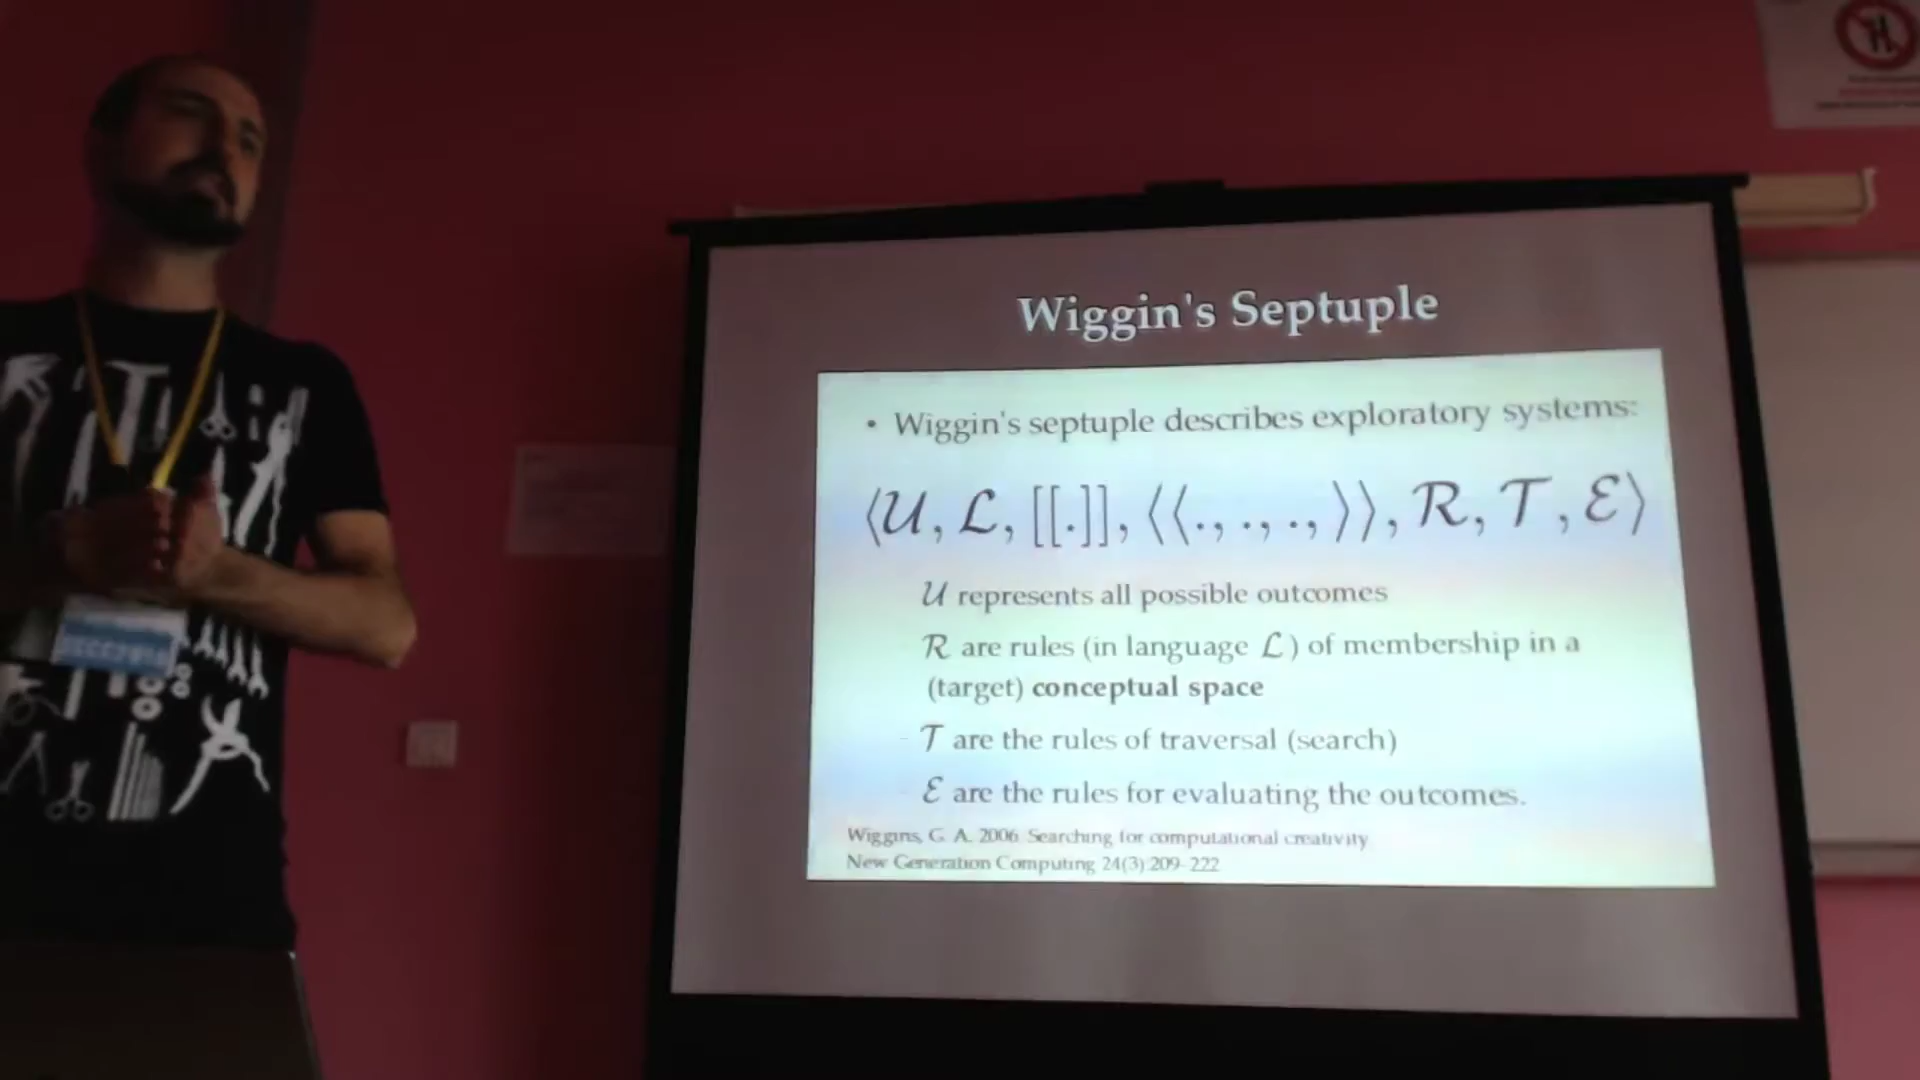 Wiggin's Septuple
• Wiggin's septuple describes exploratory systems:
⟨𝒰, ℒ, [[.]], ⟨⟨., ., ., ⟩⟩, ℛ, 𝒯, ℰ⟩
𝒰 represents all possible outcomes
ℛ are rules (in language ℒ) of membership in a
(target) conceptual space
– 𝒯 are the rules of traversal (search)
– ℰ are the rules for evaluating the outcomes.
Wiggins, G. A. 2006. Searching for computational creativity
New Generation Computing 24(3) 209–222